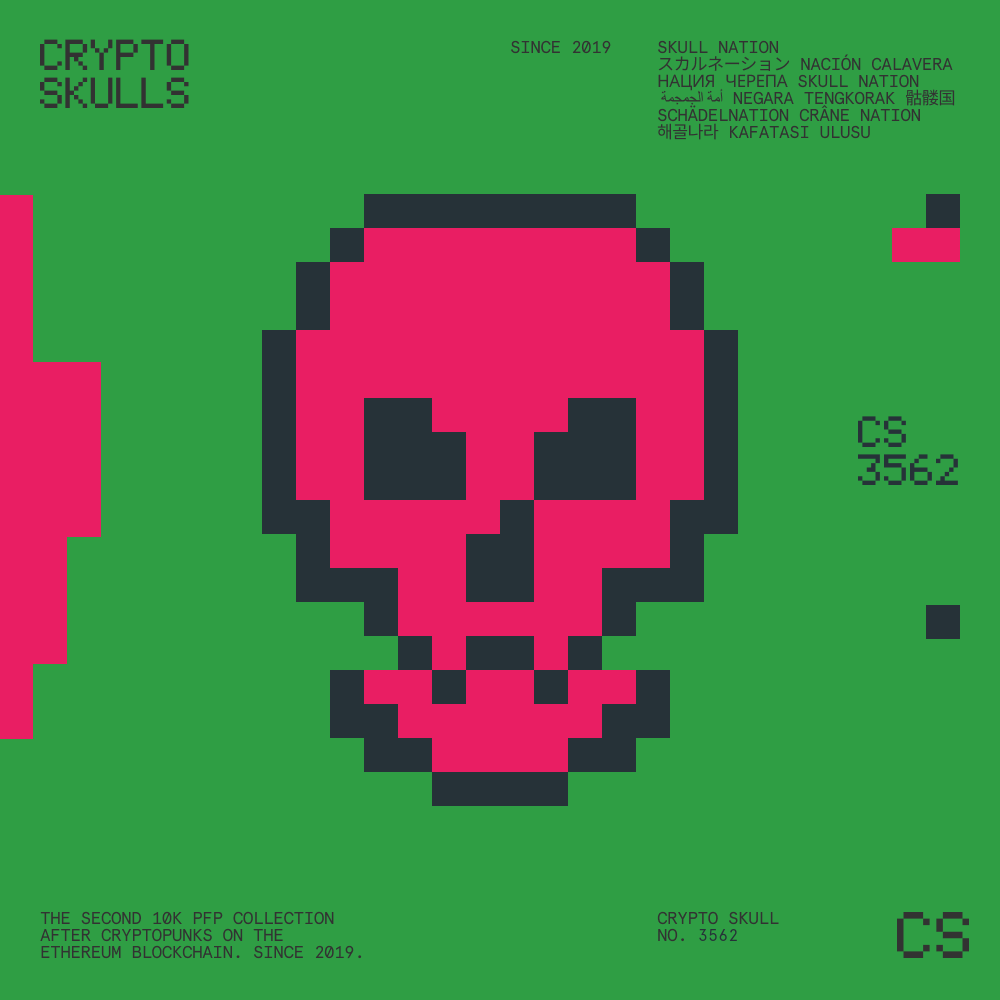 CRYPTO
SKULLS
SINCE 2019
SKULL NATION
スカルネーション NACIÓN CALAVERA
НАЦИЯ ЧЕРЕПА SKULL NATION
أمة الجمجمة NEGARA TENGKORAK 骷髅国
SCHÄDELNATION CRÂNE NATION
해골나라 KAFATASI ULUSU
CS
3562
THE SECOND 10K PFP COLLECTION
AFTER CRYPTOPUNKS ON THE
ETHEREUM BLOCKCHAIN. SINCE 2019.
CRYPTO SKULL
NO. 3562
CS